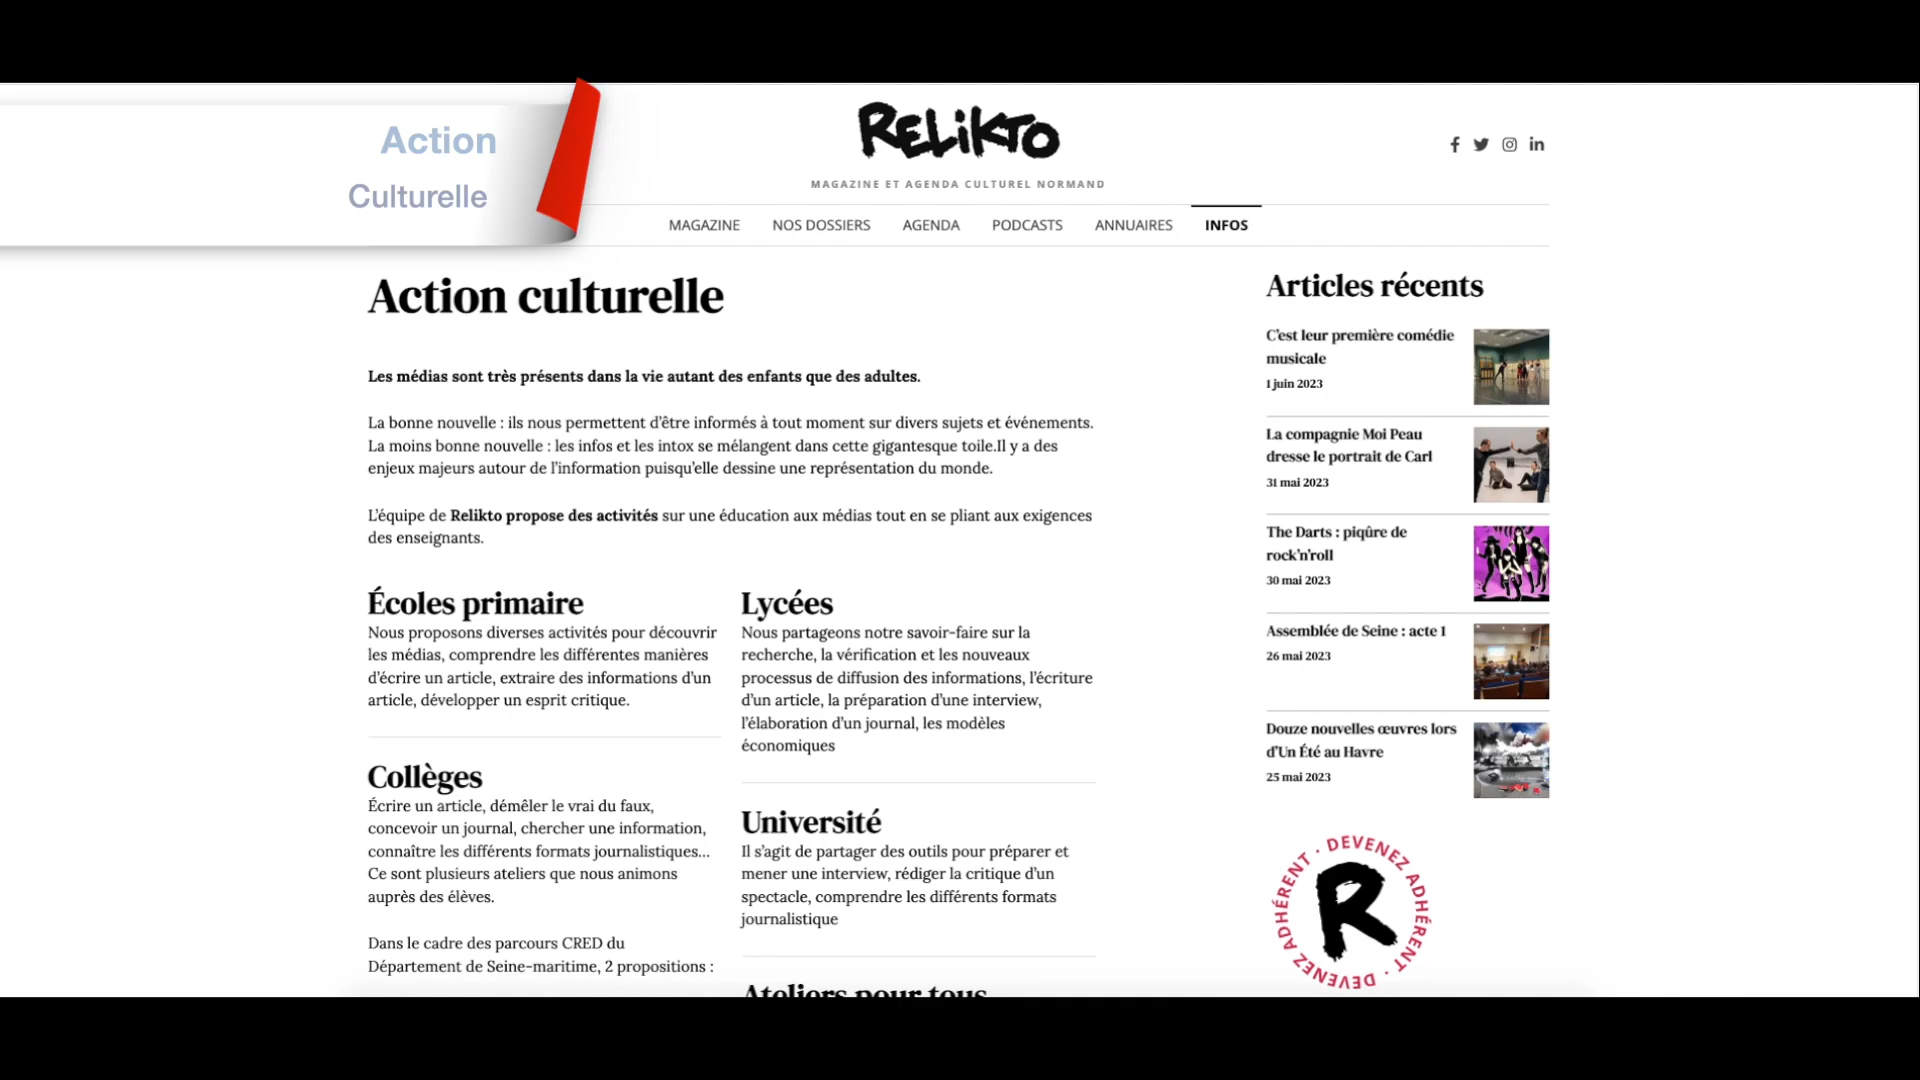 Action
Culturelle
RELiKTO
MAGAZINE ET AGENDA CULTUREL NORMAND
MAGAZINE
NOS DOSSIERS
AGENDA
PODCASTS
ANNUAIRES
INFOS
Action culturelle
Les médias sont très présents dans la vie autant des enfants que des adultes.
La bonne nouvelle : ils nous permettent d’être informés à tout moment sur divers sujets et événements.
La moins bonne nouvelle : les infos et les intox se mélangent dans cette gigantesque toile.Il y a des
enjeux majeurs autour de l’information puisqu’elle dessine une représentation du monde.
L’équipe de Relikto propose des activités sur une éducation aux médias tout en se pliant aux exigences
des enseignants.
Écoles primaire
Nous proposons diverses activités pour découvrir
les médias, comprendre les différentes manières
d’écrire un article, extraire des informations d’un
article, développer un esprit critique.
Collèges
Écrire un article, démêler le vrai du faux,
concevoir un journal, chercher une information,
connaître les différents formats journalistiques…
Ce sont plusieurs ateliers que nous animons
auprès des élèves.
Dans le cadre des parcours CRED du
Département de Seine-maritime, 2 propositions :
Lycées
Nous partageons notre savoir-faire sur la
recherche, la vérification et les nouveaux
processus de diffusion des informations, l’écriture
d’un article, la préparation d’une interview,
l’élaboration d’un journal, les modèles
économiques
Université
Il s’agit de partager des outils pour préparer et
mener une interview, rédiger la critique d’un
spectacle, comprendre les différents formats
journalistique
Ateliers pour tous
Articles récents
C’est leur première comédie
musicale
1 juin 2023
La compagnie Moi Peau
dresse le portrait de Carl
31 mai 2023
The Darts : piqûre de
rock’n’roll
30 mai 2023
Assemblée de Seine : acte 1
26 mai 2023
Douze nouvelles œuvres lors
d’Un Été au Havre
25 mai 2023
DEVENEZ ADHÉRENT · DEVENEZ ADHÉRENT ·
R